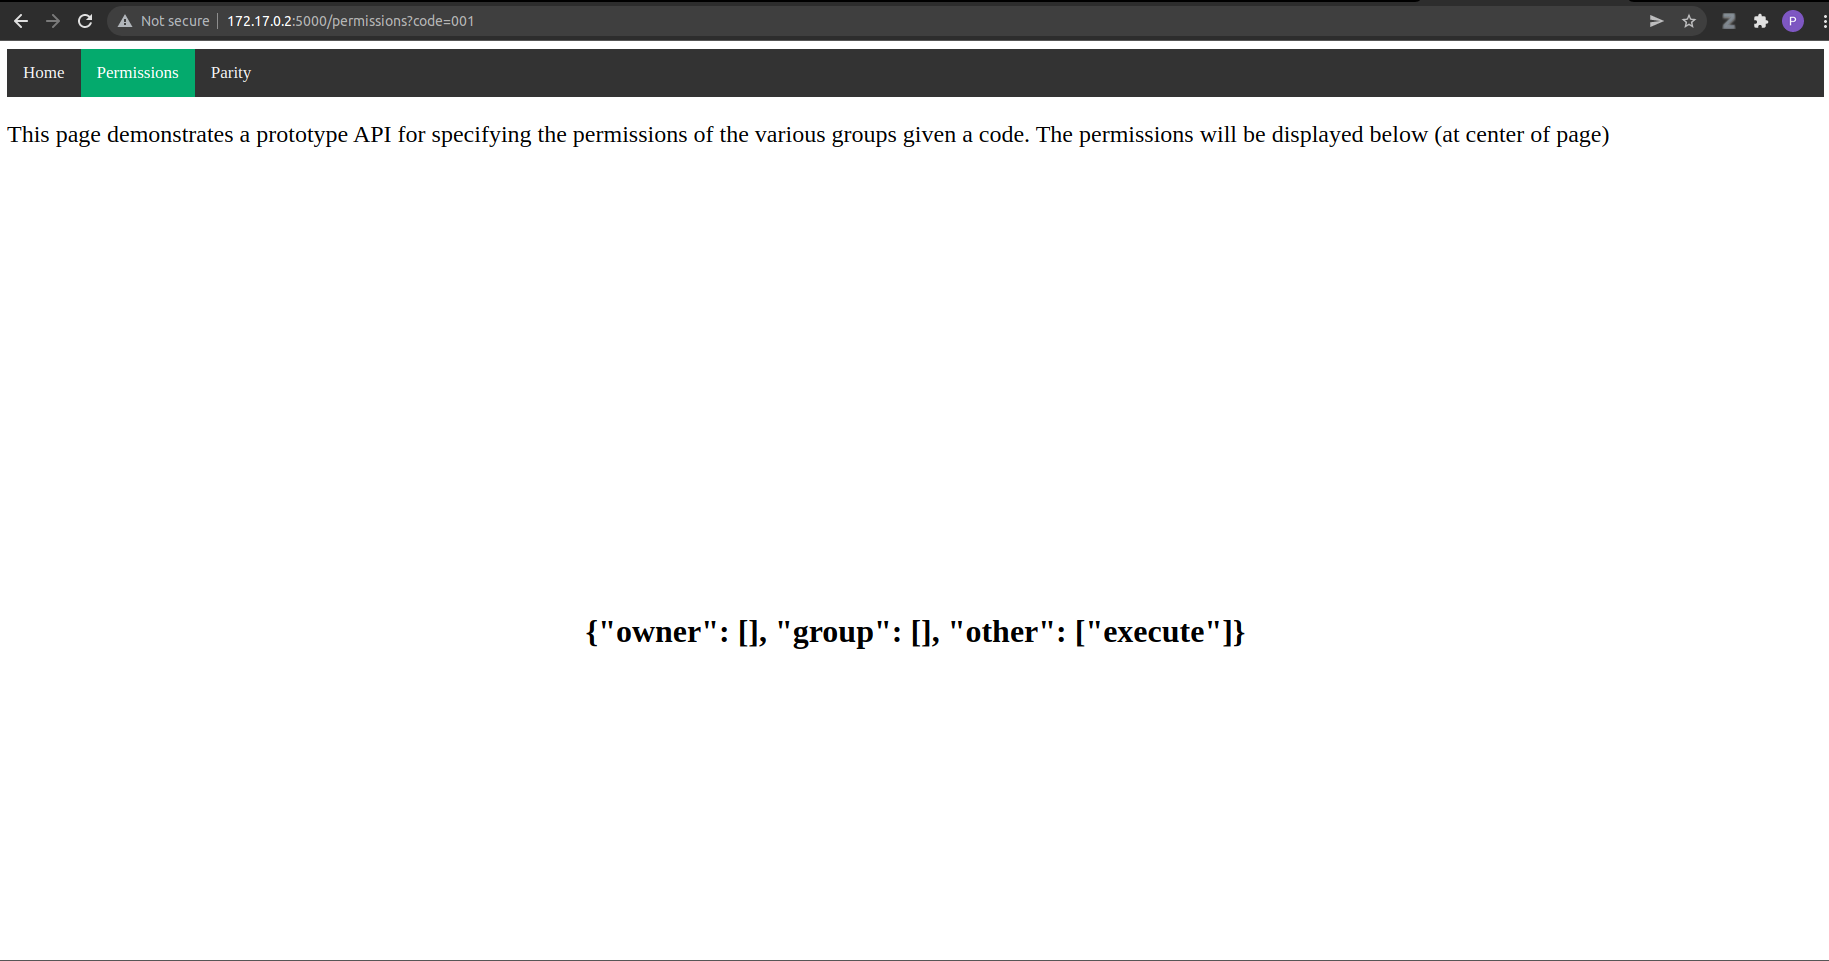 Not secure 172.17.0.2:5000/permissions?code=001
Z
P
Home Permissions Parity
This page demonstrates a prototype API for specifying the permissions of the various groups given a code. The permissions will be displayed below (at center of page)
{"owner": [], "group": [], "other": ["execute"]}